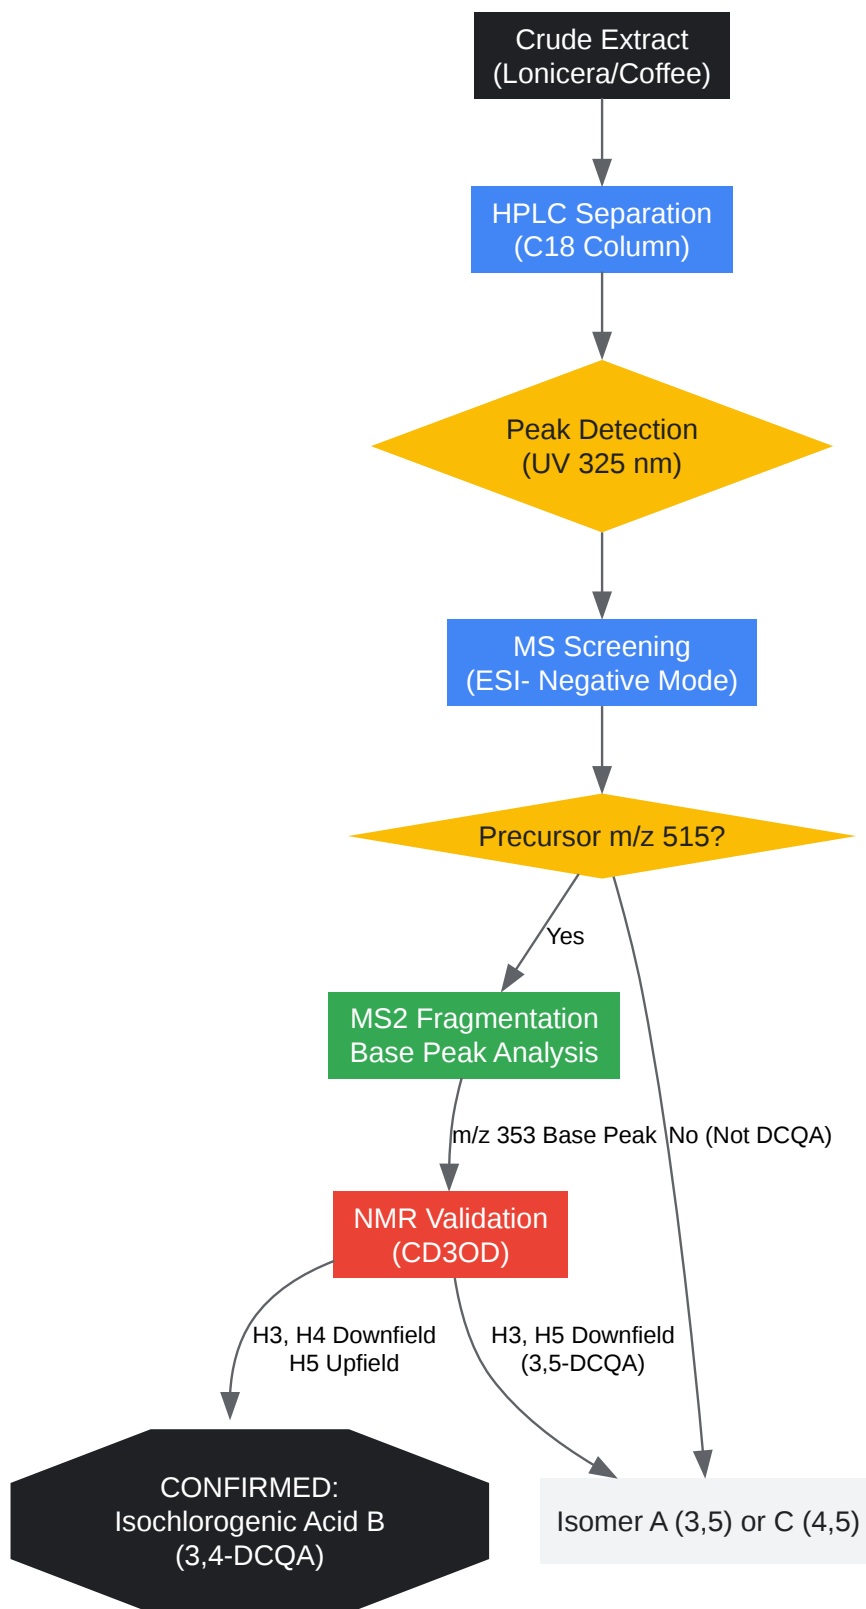 Crude Extract
(Lonicera/Coffee)
HPLC Separation
(C18 Column)
Peak Detection
(UV 325 nm)
MS Screening
(ESI- Negative Mode)
Precursor m/z 515?
Yes
MS2 Fragmentation
Base Peak Analysis
m/z 353 Base Peak
No (Not DCQA)
NMR Validation
(CD3OD)
H3, H4 Downfield
H5 Upfield
H3, H5 Downfield
(3,5-DCQA)
CONFIRMED:
Isochlorogenic Acid B
(3,4-DCQA)
Isomer A (3,5) or C (4,5)